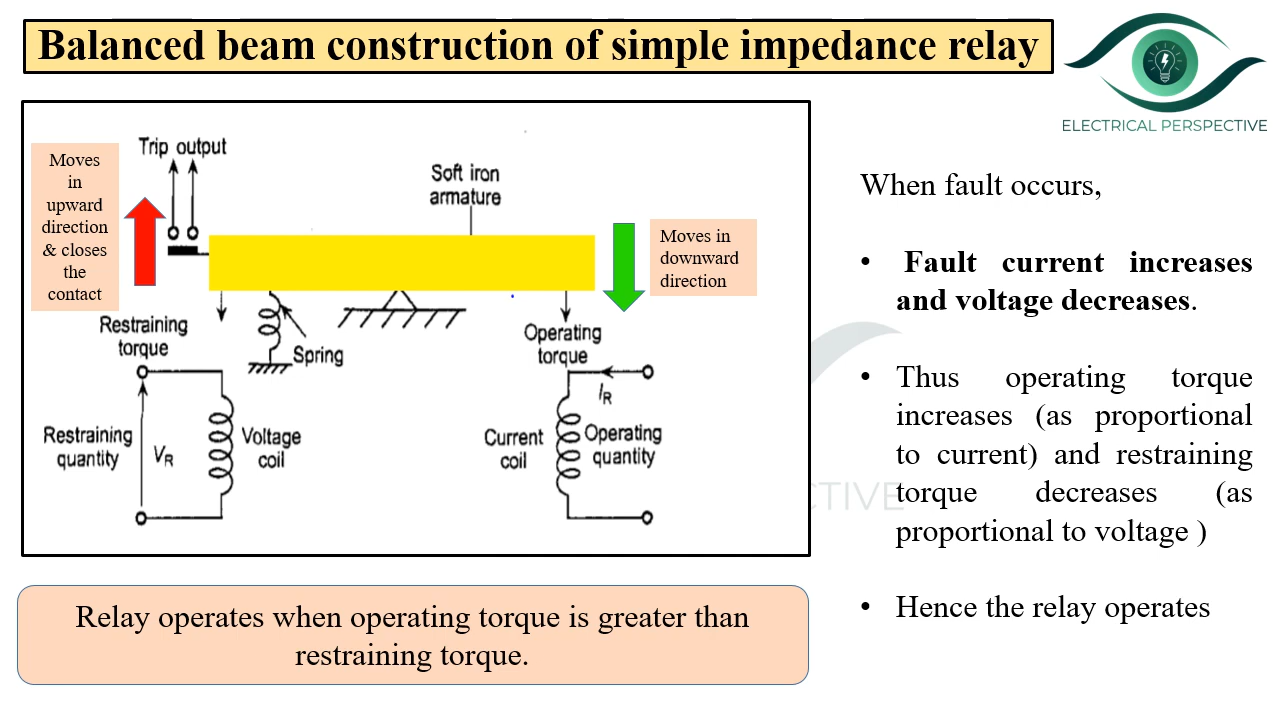 Balanced beam construction of simple impedance relay
ELECTRICAL PERSPECTIVE
Moves
in
upward
direction
& closes
the
contact
Trip output
Soft iron
armature
Moves in
downward
direction
Restraining
torque
Spring
Operating
torque
IR
Restraining
quantity
VR
Voltage
coil
Current
coil
Operating
quantity
When fault occurs,
• Fault current increases
and voltage decreases.
• Thus operating torque
increases (as proportional
to current) and restraining
torque decreases (as
proportional to voltage )
• Hence the relay operates
CTIVE
Relay operates when operating torque is greater than
restraining torque.